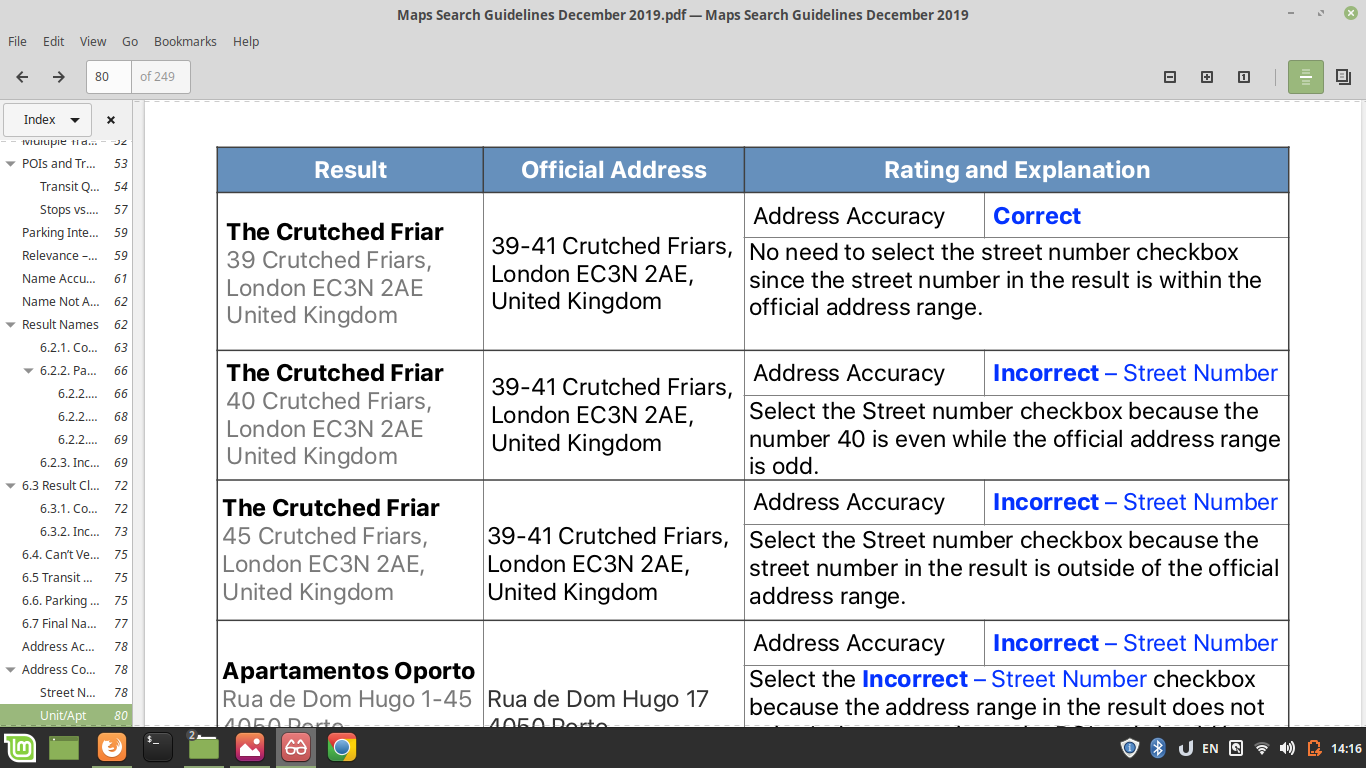 Maps Search Guidelines December 2019.pdf — Maps Search Guidelines December 2019
File Edit View Go Bookmarks Help
80 of 249
Index
POIs and Tr... 53
Transit Q... 54
Stops vs.... 57
Parking Inte... 59
Relevance –... 60
Name Accu... 61
Name Not A... 62
Result Names 62
6.2.1. Co... 63
6.2.2. Pa... 66
6.2.2.... 66
6.2.2.... 68
6.2.2.... 69
6.2.3. Inc... 69
6.3 Result Cl... 72
6.3.1. Co... 72
6.3.2. Inc... 73
6.4. Can't Ve... 75
6.5 Transit ... 75
6.6. Parking ... 75
6.7 Final Na... 77
Address Ac... 78
Address Co... 78
Street N... 78
Unit/Apt 80
Result Official Address Rating and Explanation
The Crutched Friar
39 Crutched Friars,
London EC3N 2AE
United Kingdom
39-41 Crutched Friars,
London EC3N 2AE,
United Kingdom
Address Accuracy Correct
No need to select the street number checkbox
since the street number in the result is within the
official address range.
The Crutched Friar
40 Crutched Friars,
London EC3N 2AE
United Kingdom
39-41 Crutched Friars,
London EC3N 2AE,
United Kingdom
Address Accuracy Incorrect – Street Number
Select the Street number checkbox because the
number 40 is even while the official address range
is odd.
The Crutched Friar
45 Crutched Friars,
London EC3N 2AE,
United Kingdom
39-41 Crutched Friars,
London EC3N 2AE,
United Kingdom
Address Accuracy Incorrect – Street Number
Select the Street number checkbox because the
street number in the result is outside of the official
address range.
Apartamentos Oporto
Rua de Dom Hugo 1-45
4050 Porto
Rua de Dom Hugo 17
4050 Porto
Address Accuracy Incorrect – Street Number
Select the Incorrect – Street Number checkbox
because the address range in the result does not
2
EN
14:16